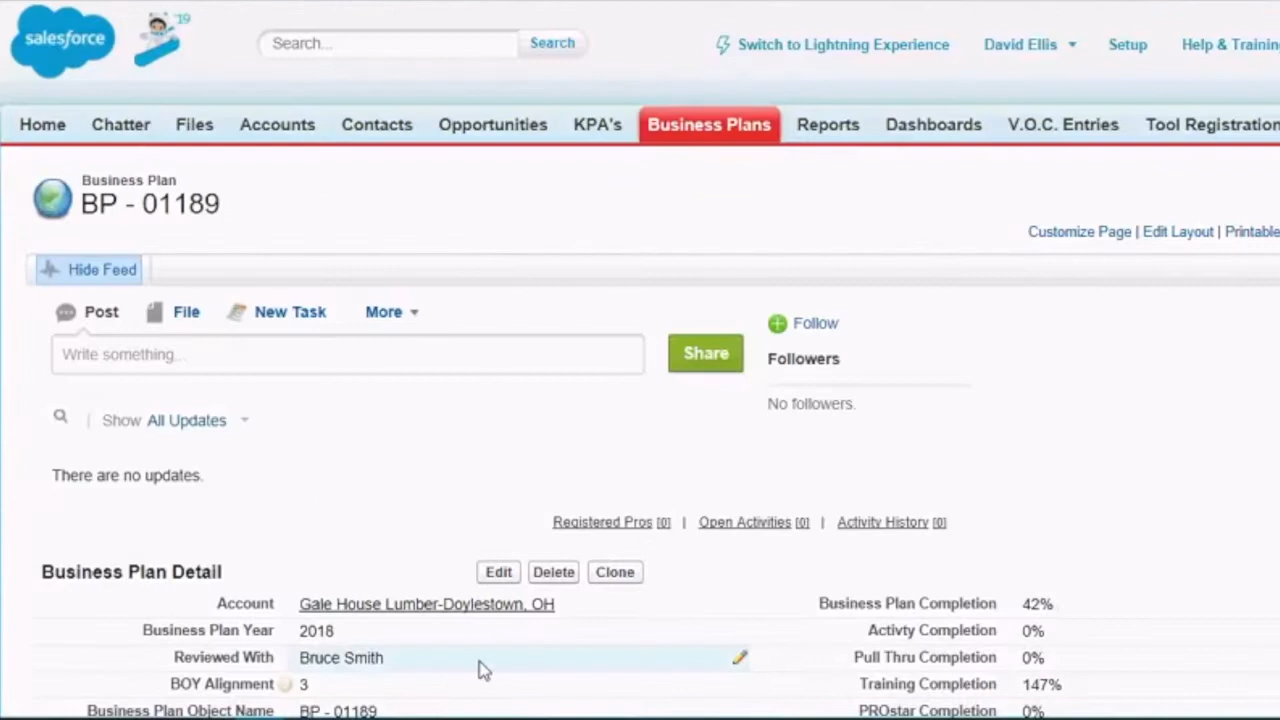 salesforce
'19
Search...
Search
Switch to Lightning Experience
David Ellis
Setup
Help & Trainin
Home
Chatter
Files
Accounts
Contacts
Opportunities
KPA's
Business Plans
Reports
Dashboards
V.O.C. Entries
Tool Registration
Business Plan
BP - 01189
Customize Page | Edit Layout | Printable
Hide Feed
Post
File
New Task
More
Write something...
Share
Follow
Followers
No followers.
Show All Updates
There are no updates.
Registered Pros [0] | Open Activities [0] | Activity History [0]
Business Plan Detail
Edit
Delete
Clone
Account Gale House Lumber-Doylestown, OH
Business Plan Completion 42%
Business Plan Year 2018
Activty Completion 0%
Reviewed With Bruce Smith
Pull Thru Completion 0%
BOY Alignment 3
Training Completion 147%
Business Plan Object Name BP - 01189
PROstar Completion 0%